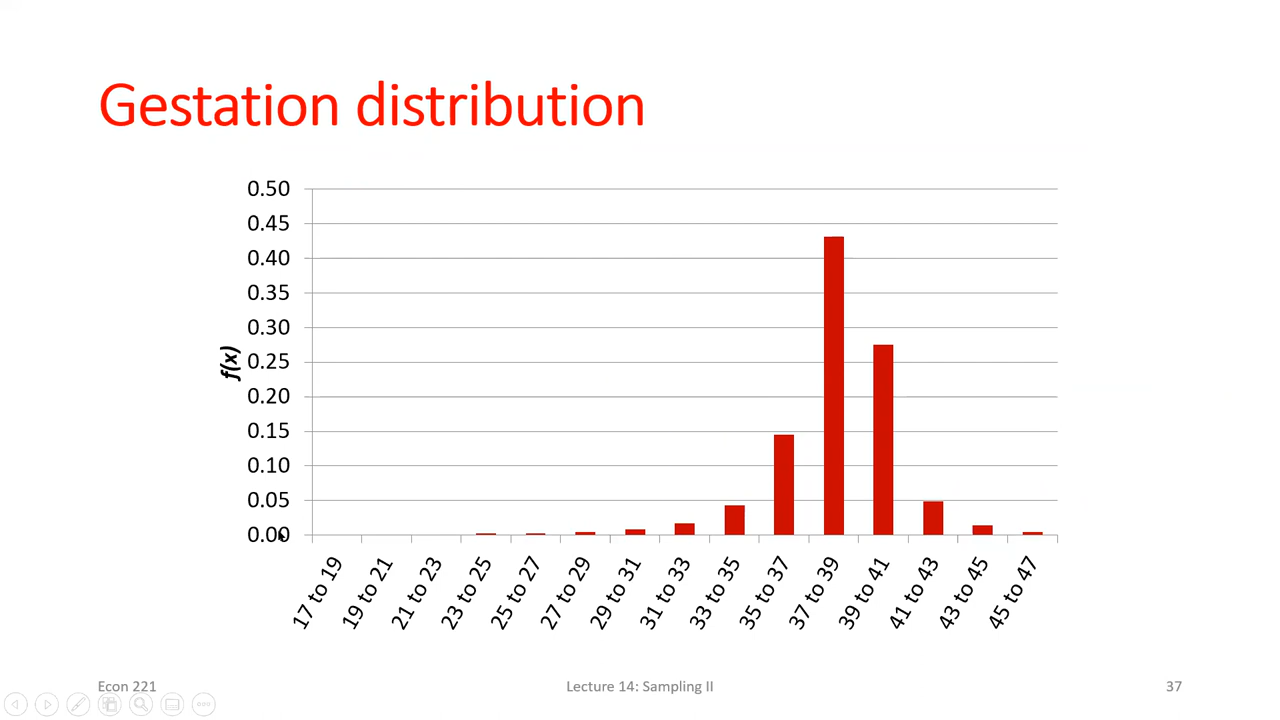 Gestation distribution
0.50
0.45
0.40
0.35
0.30
0.25
0.20
0.15
0.10
0.05
0.00
f(x)
17 to 19
19 to 21
21 to 23
23 to 25
25 to 27
27 to 29
29 to 31
31 to 33
33 to 35
35 to 37
37 to 39
39 to 41
41 to 43
43 to 45
45 to 47
Econ 221
Lecture 14: Sampling II
37